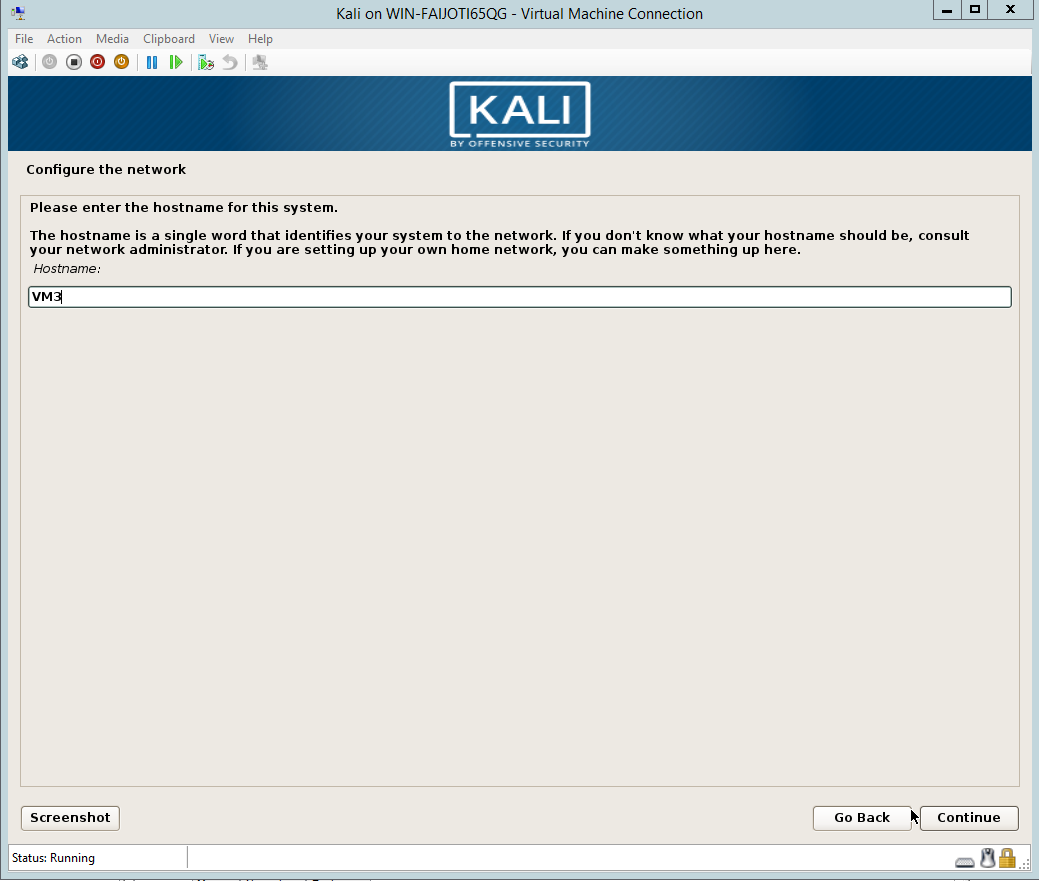 Kali on WIN-FAIJOTI65QG - Virtual Machine Connection
File Action Media Clipboard View Help
KALI
BY OFFENSIVE SECURITY
Configure the network
Please enter the hostname for this system.
The hostname is a single word that identifies your system to the network. If you don't know what your hostname should be, consult
your network administrator. If you are setting up your own home network, you can make something up here.
Hostname:
VM3
Screenshot Go Back Continue
Status: Running